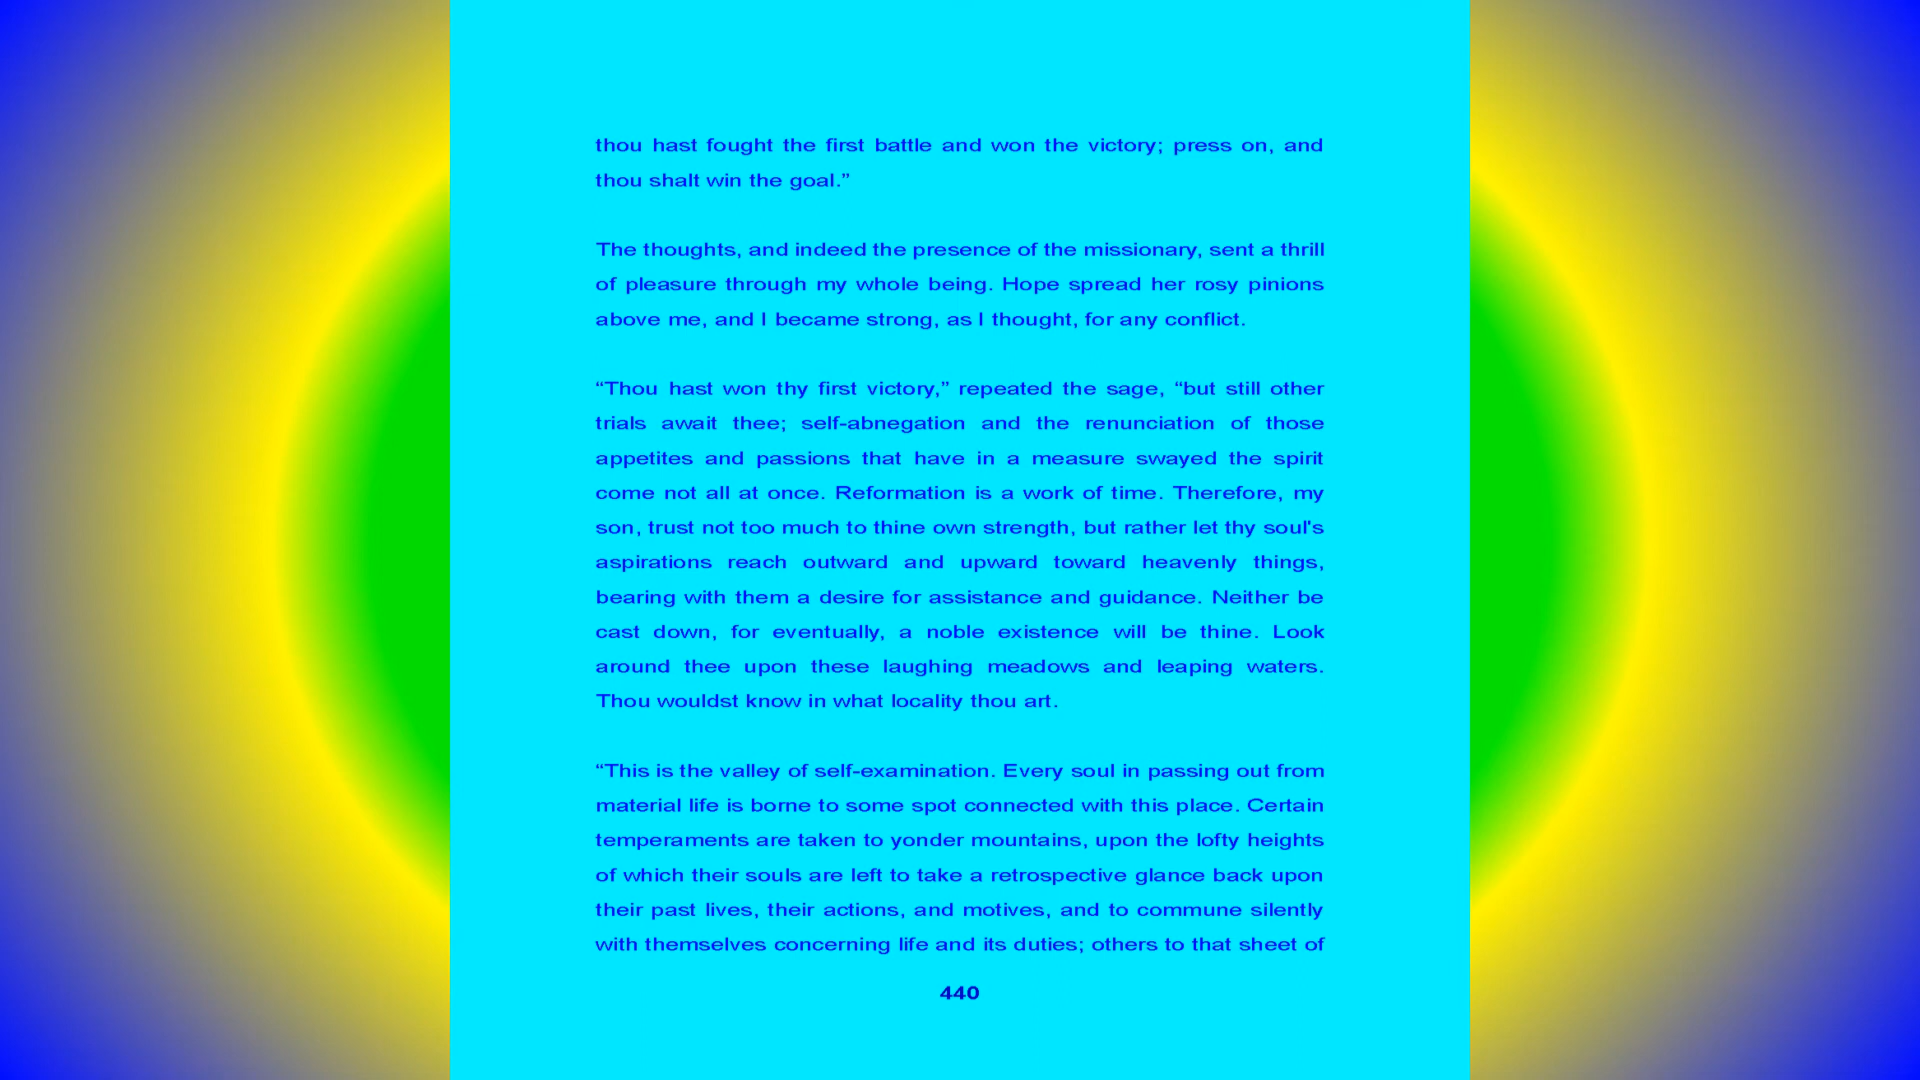 thou hast fought the first battle and won the victory; press on, and
thou shalt win the goal.”
The thoughts, and indeed the presence of the missionary, sent a thrill
of pleasure through my whole being. Hope spread her rosy pinions
above me, and I became strong, as I thought, for any conflict.
“Thou hast won thy first victory,” repeated the sage, “but still other
trials await thee; self-abnegation and the renunciation of those
appetites and passions that have in a measure swayed the spirit
come not all at once. Reformation is a work of time. Therefore, my
son, trust not too much to thine own strength, but rather let thy soul's
aspirations reach outward and upward toward heavenly things,
bearing with them a desire for assistance and guidance. Neither be
cast down, for eventually, a noble existence will be thine. Look
around thee upon these laughing meadows and leaping waters.
Thou wouldst know in what locality thou art.
“This is the valley of self-examination. Every soul in passing out from
material life is borne to some spot connected with this place. Certain
temperaments are taken to yonder mountains, upon the lofty heights
of which their souls are left to take a retrospective glance back upon
their past lives, their actions, and motives, and to commune silently
with themselves concerning life and its duties; others to that sheet of
440